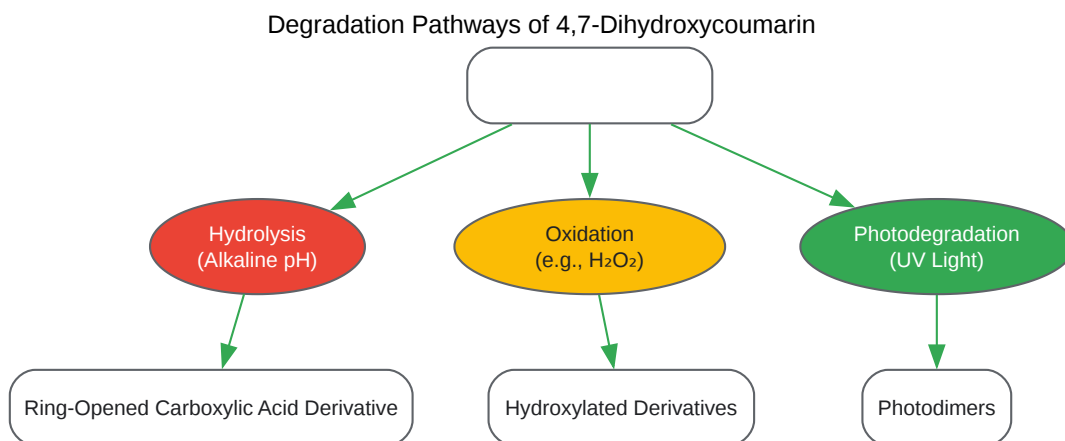 Degradation Pathways of 4,7-Dihydroxycoumarin
Hydrolysis
(Alkaline pH)
Oxidation
(e.g., H₂O₂)
Photodegradation
(UV Light)
Ring-Opened Carboxylic Acid Derivative
Hydroxylated Derivatives
Photodimers